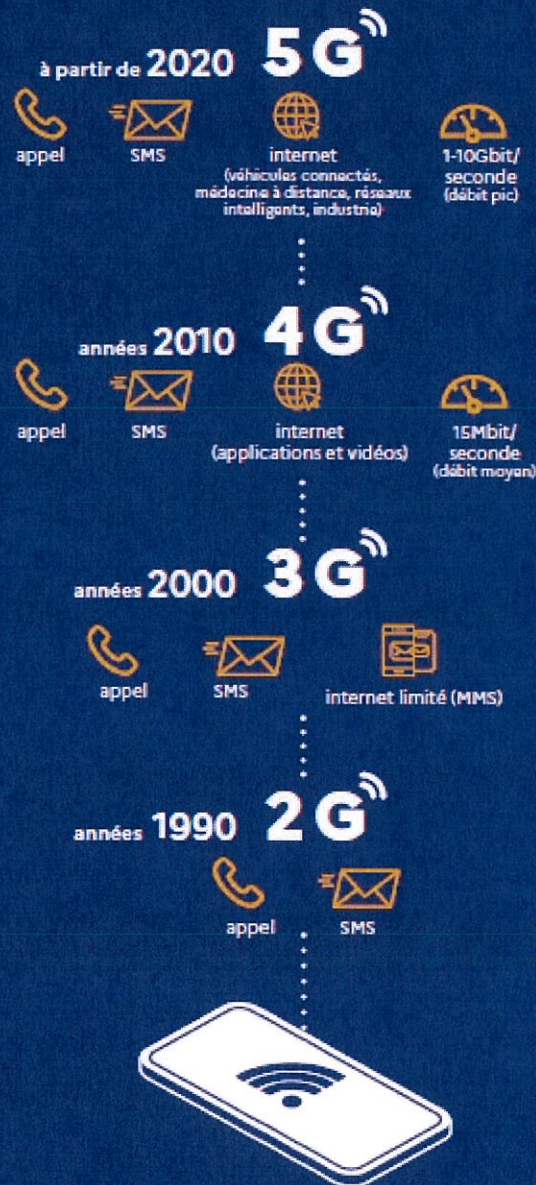 à partir de 2020 5G
appel
SMS
internet
(véhicules connectés,
médecine à distance, réseaux
intelligents, industrie)
1-10Gbit/
seconde
(débit pic)
années 2010 4G
appel
SMS
internet
(applications et vidéos)
15Mbit/
seconde
(débit moyen)
années 2000 3G
appel
SMS
internet limité (MMS)
années 1990 2G
appel
SMS